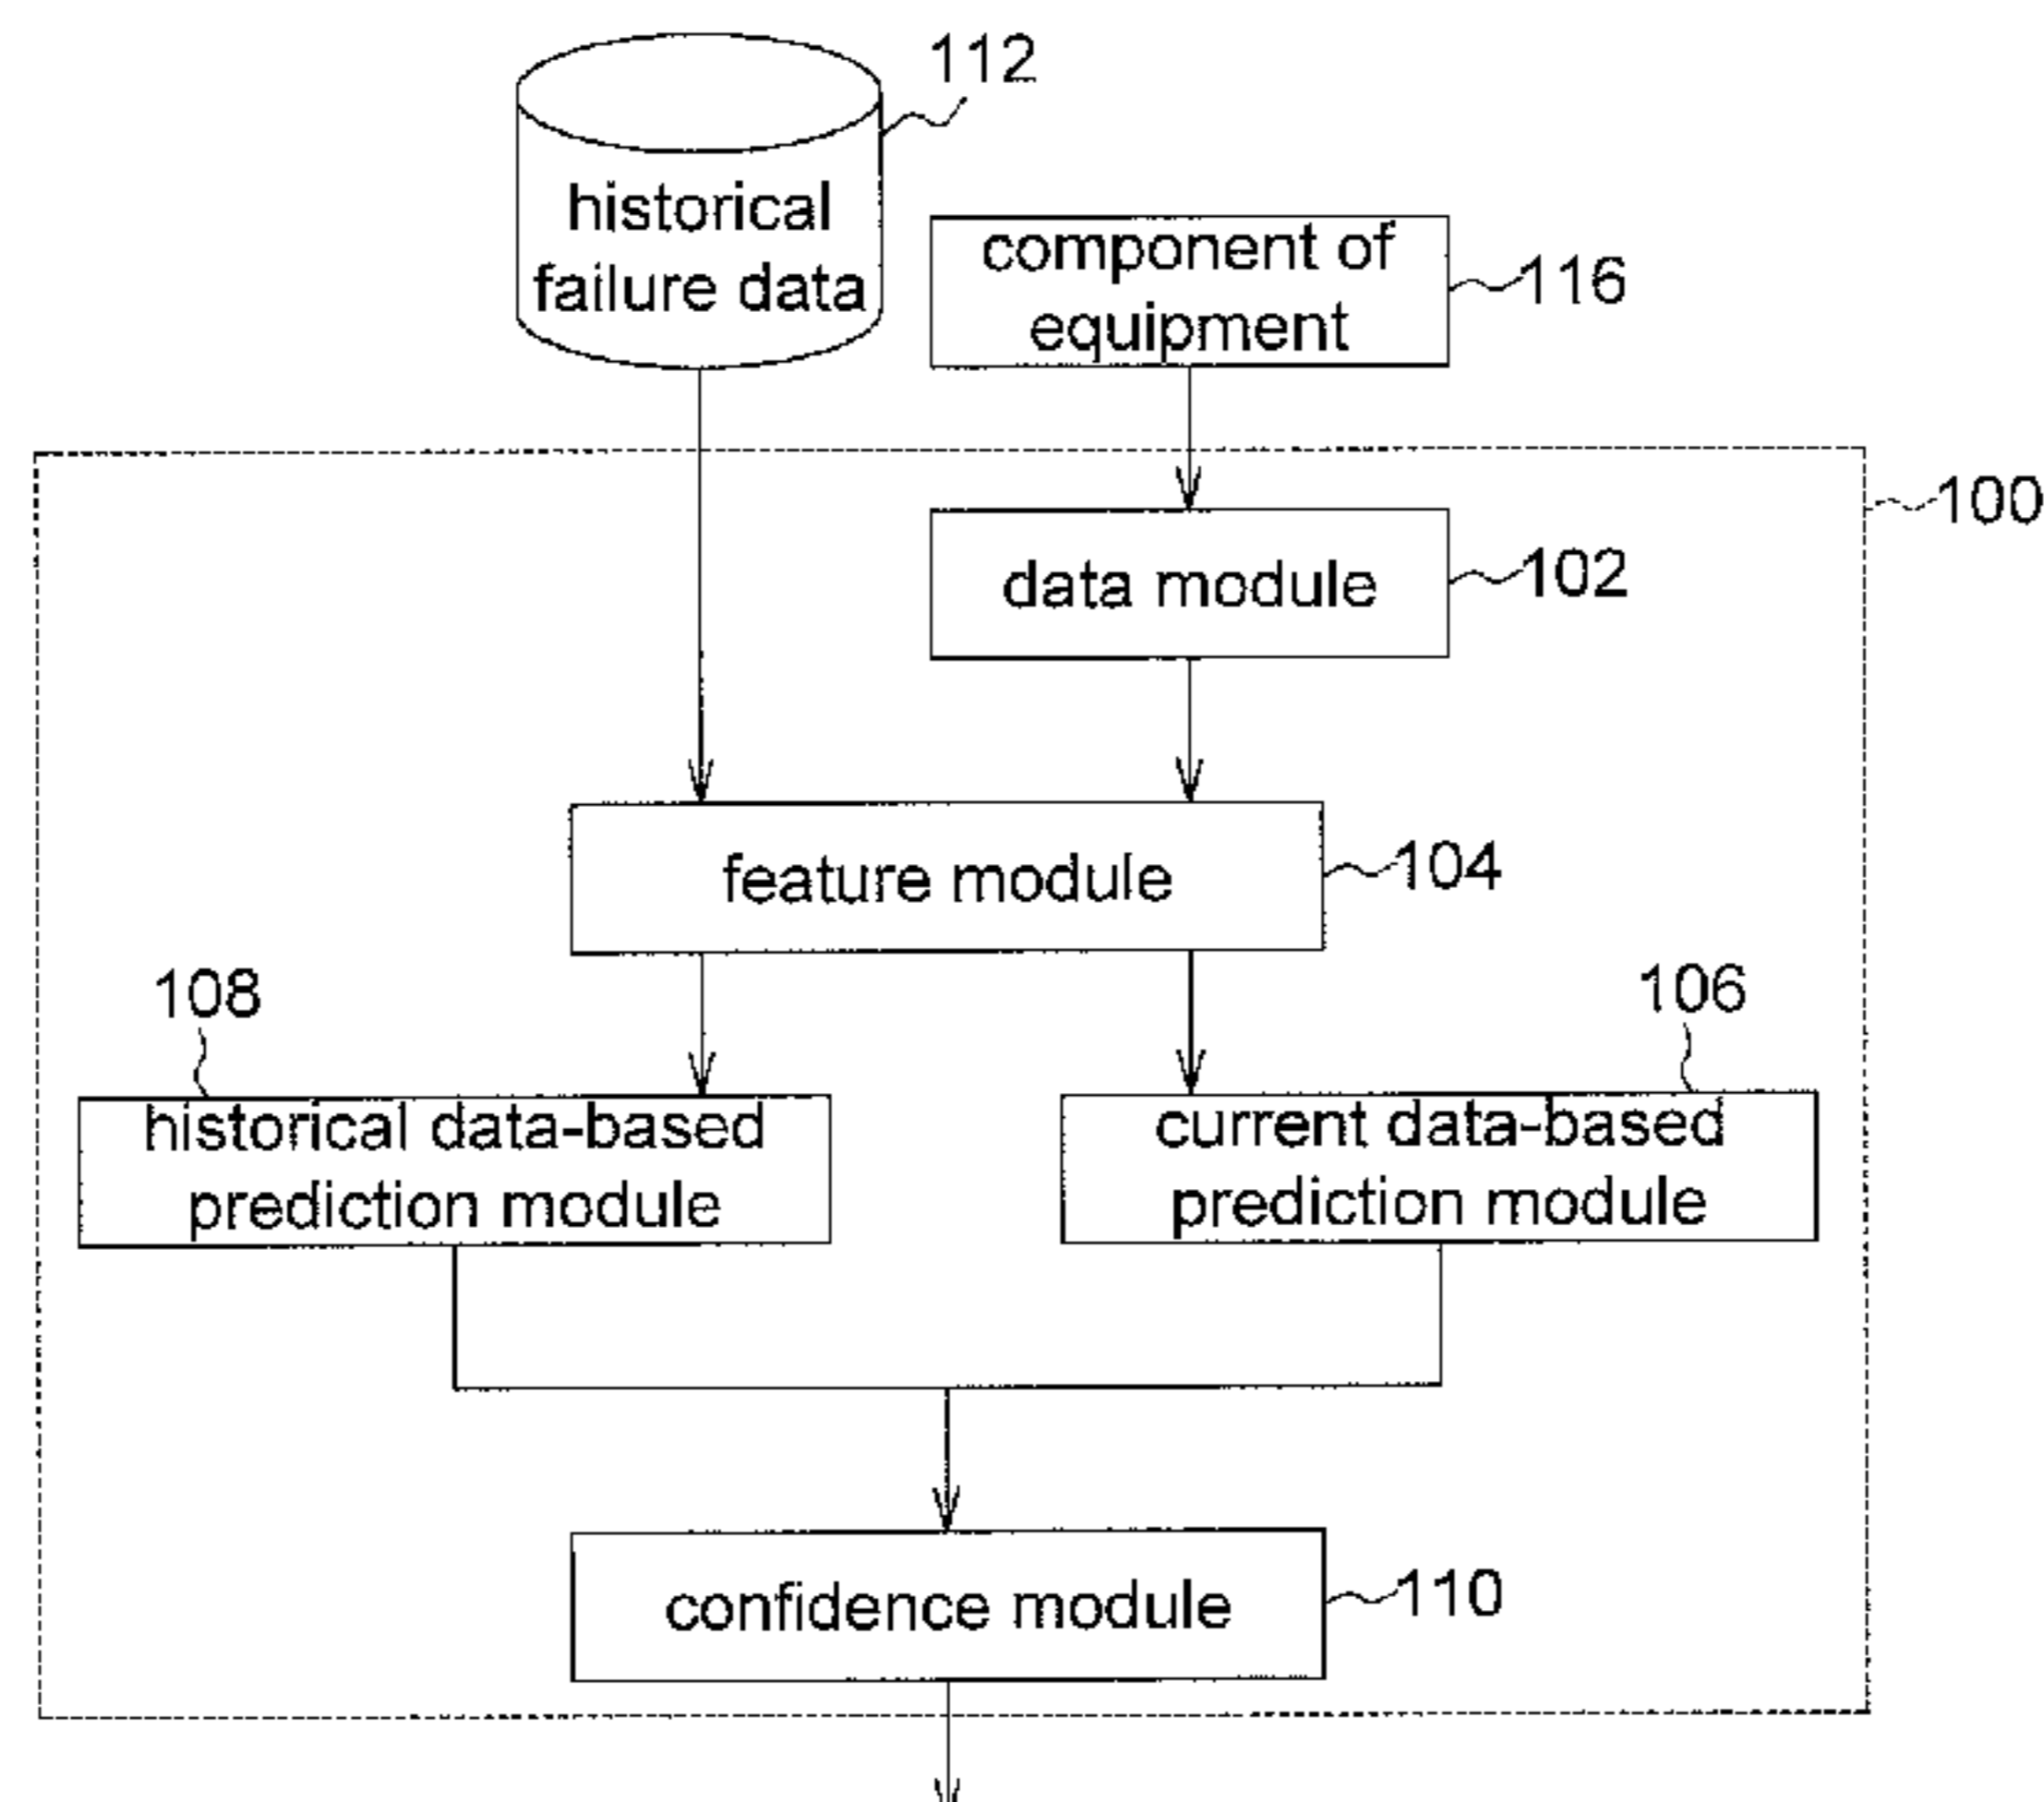 112
historical
failure data
component of
equipment
116
100
data module
102
feature module
104
108
106
historical data-based
prediction module
current data-based
prediction module
confidence module
110